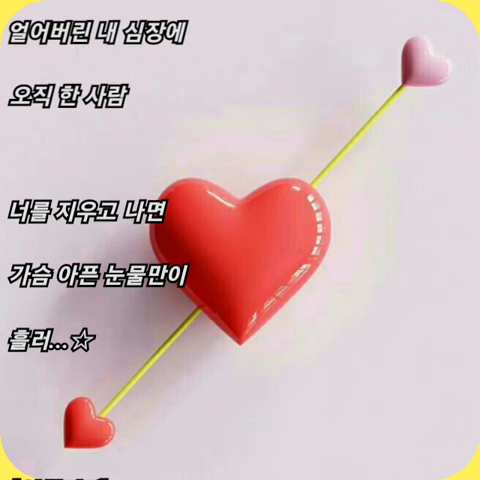 얼어버린 내 심장에
오직 한 사람
너를 지우고 나면
가슴 아픈 눈물만이
흘러...☆